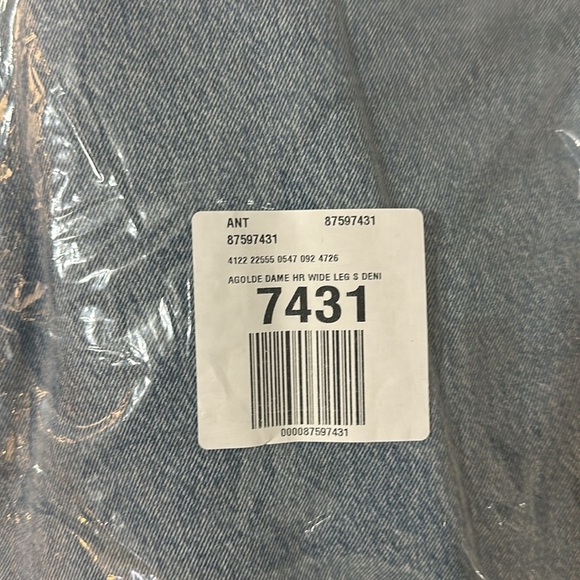 ANT 87597431
87597431
4122 22555 0547 092 4726
AGOLDE DAME HR WIDE LEG S DENI
7431
000087597431